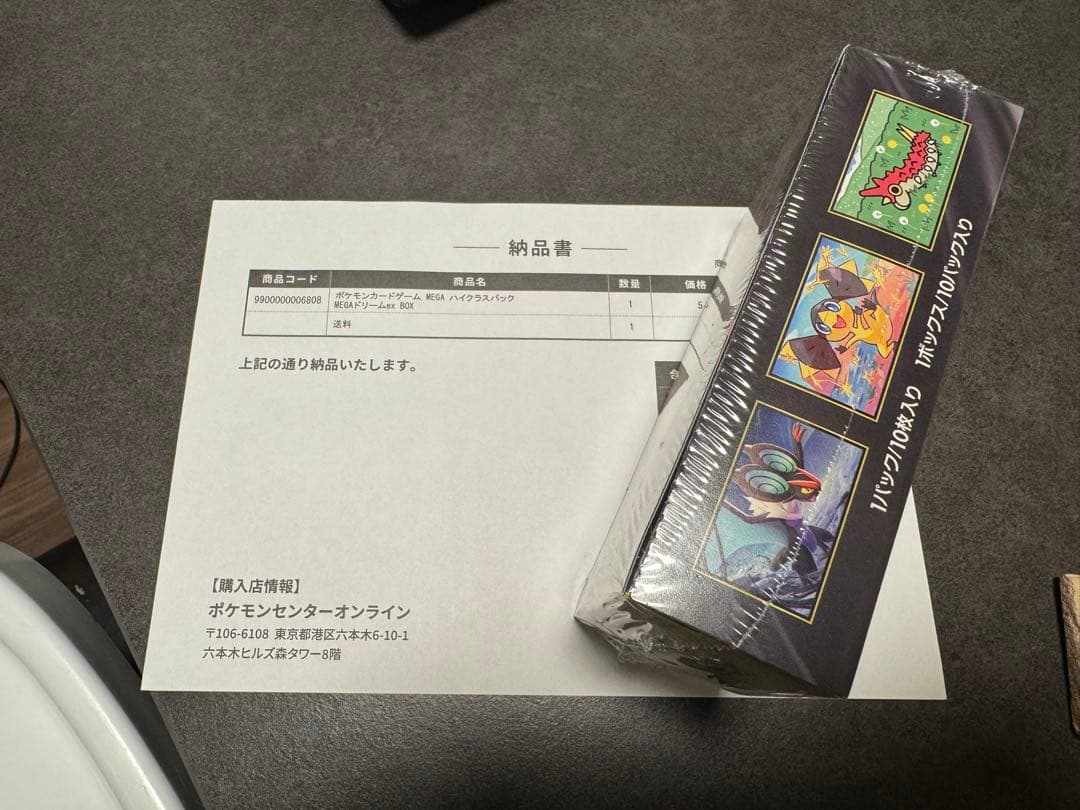 納品書
商品コード 商品名 数量 価格
9900000006808 ポケモンカードゲーム MEGA ハイクラスパック 1 5
MEGAドリームex BOX
送料 1
上記の通り納品いたします。
合
【購入店情報】
ポケモンセンターオンライン
〒106-6108 東京都港区六本木6-10-1
六本木ヒルズ森タワー8階
1パック/10枚入り 1ボックス/10パック入り